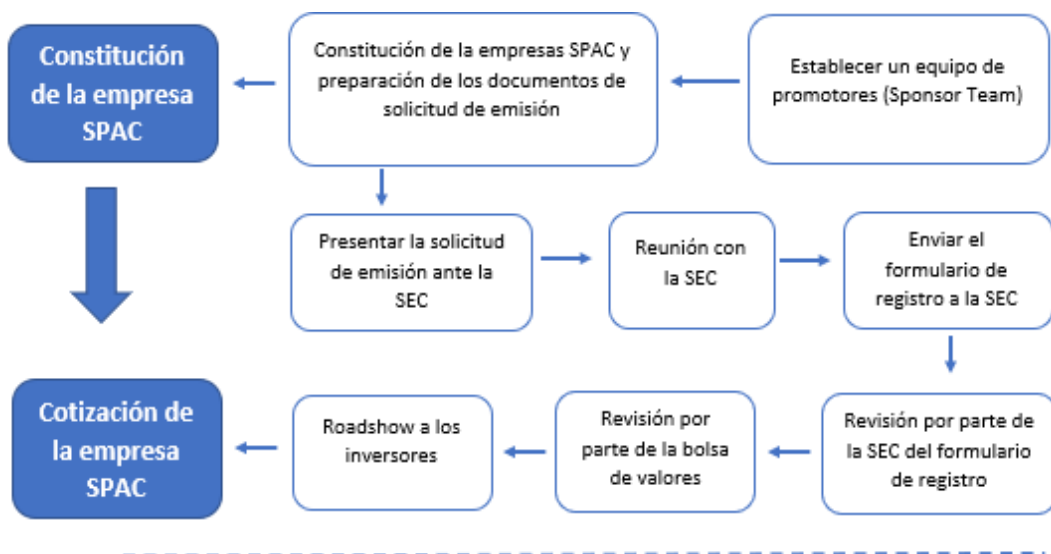 Constitución
de la empresa
SPAC
Constitución de la empresas SPAC y
preparación de los documentos de
solicitud de emisión
Establecer un equipo de
promotores (Sponsor Team)
Presentar la solicitud
de emisión ante la
SEC
Reunión con
la SEC
Enviar el
formulario de
registro a la SEC
Cotización de
la empresa
SPAC
Roadshow a los
inversores
Revisión por
parte de la bolsa
de valores
Revisión por parte de
la SEC del formulario
de registro